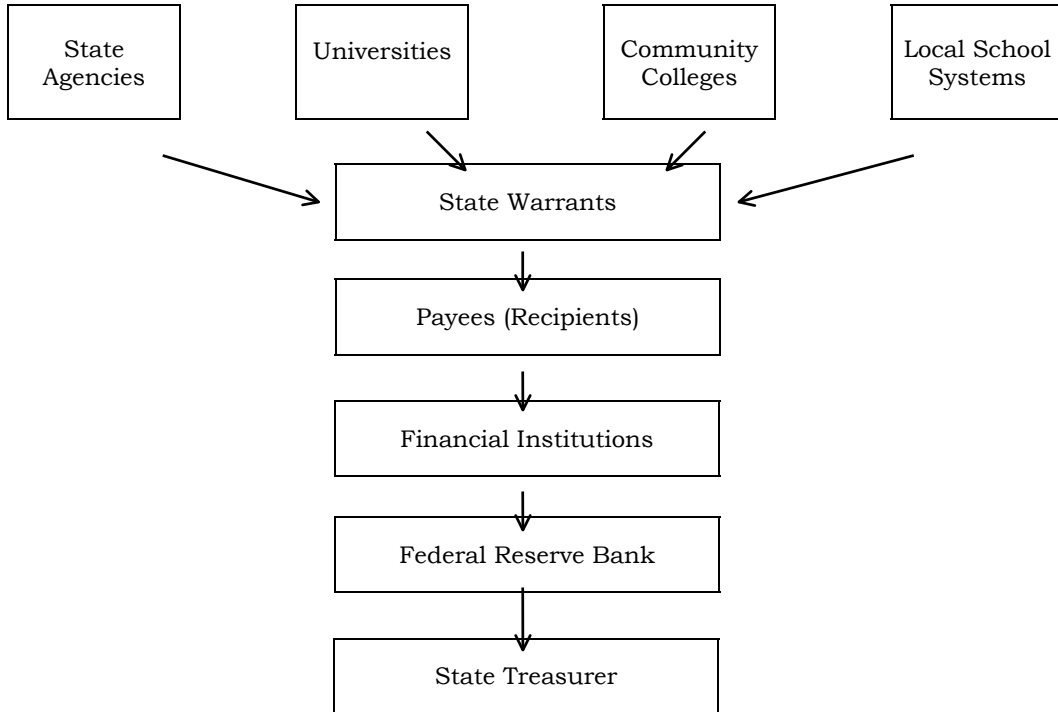 State
Agencies
Universities
Community
Colleges
Local School
Systems
State Warrants
Payees (Recipients)
Financial Institutions
Federal Reserve Bank
State Treasurer